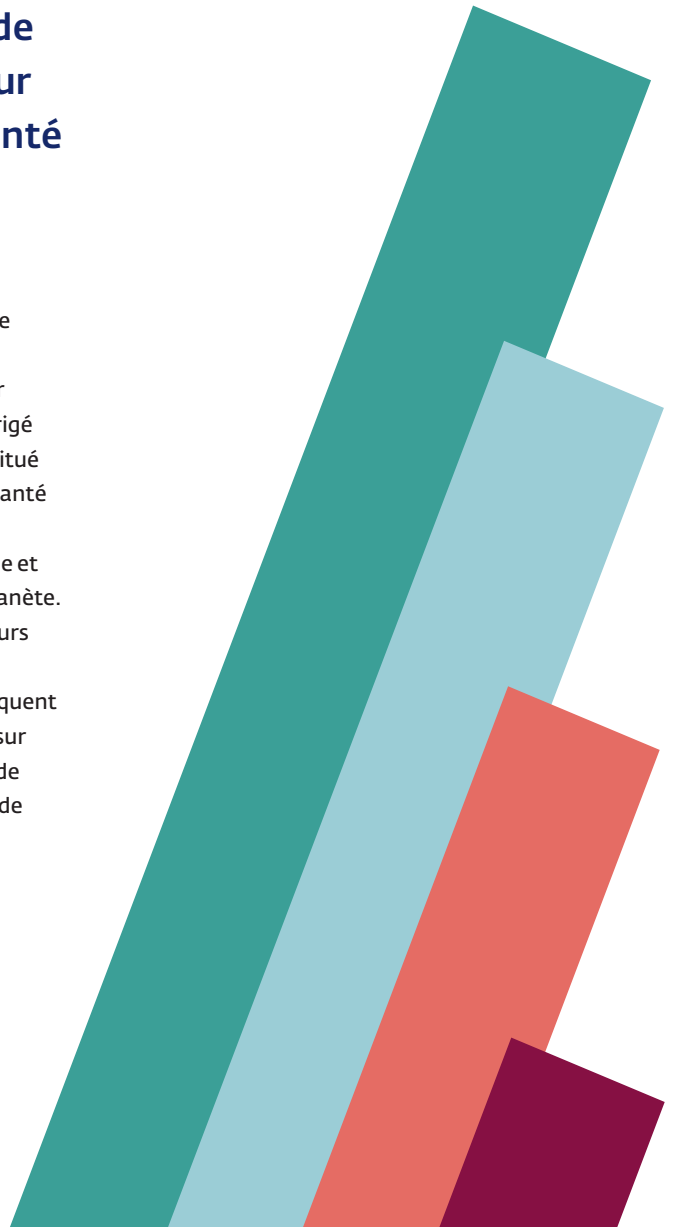 de
ur
nté
e
r
rigé
itué
anté
e et
anète.
urs
quent
sur
de
de